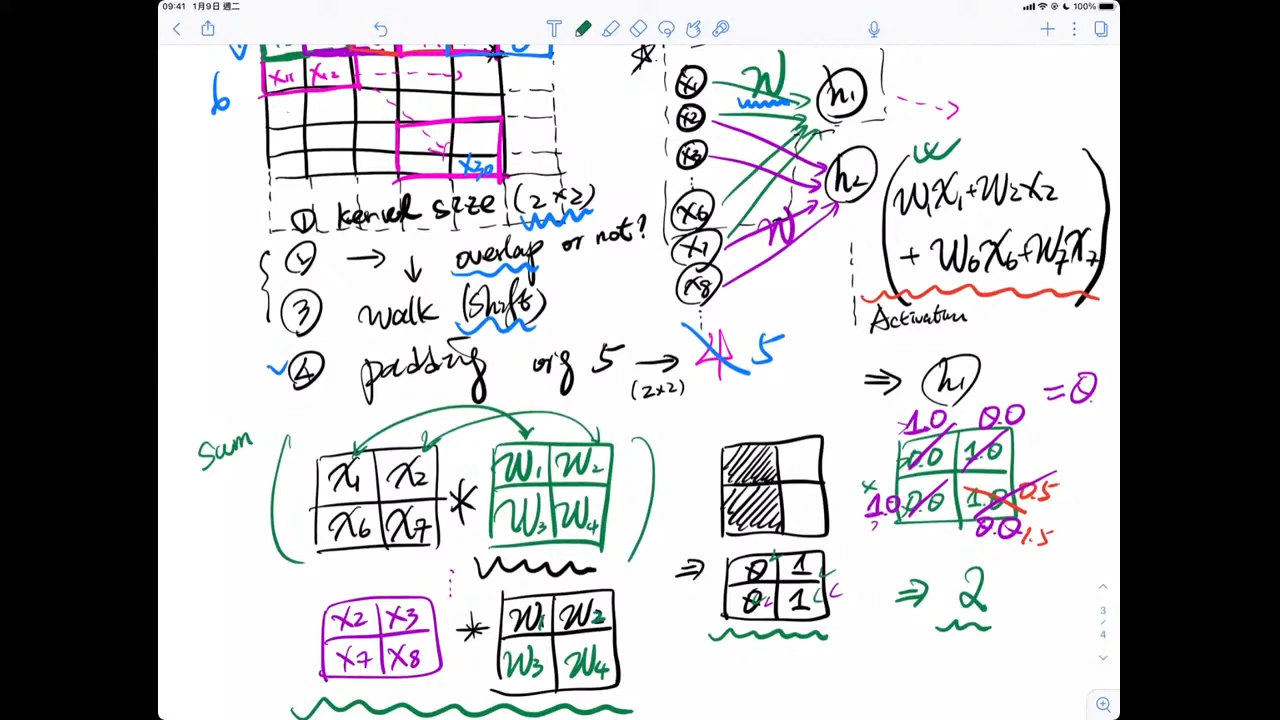 09:41 1月9日 週二
100%
x11 x12
b
x30
① kernel size (2×2)
② → ↓ overlap or not?
③ walk (shift)
④ padding orig 5 → 4 5
(2×2)
x1 W h1
x2
x3 h2
x6
x7 W
x8
(W1X1+W2X2
+ W6X6+W7X7)
Activation
⇒ h1
= 0
Sum ( X1 X2 * W1 W2 )
X6 X7 W3 W4
X2 X3 * W1 W2
X7 X8 W3 W4
⇒ 0 1
0 1
1.0 0.0
0.0 1.0
1.0 0.0 1.0 0.5
0.0 1.5
⇒ 2
3
/
4